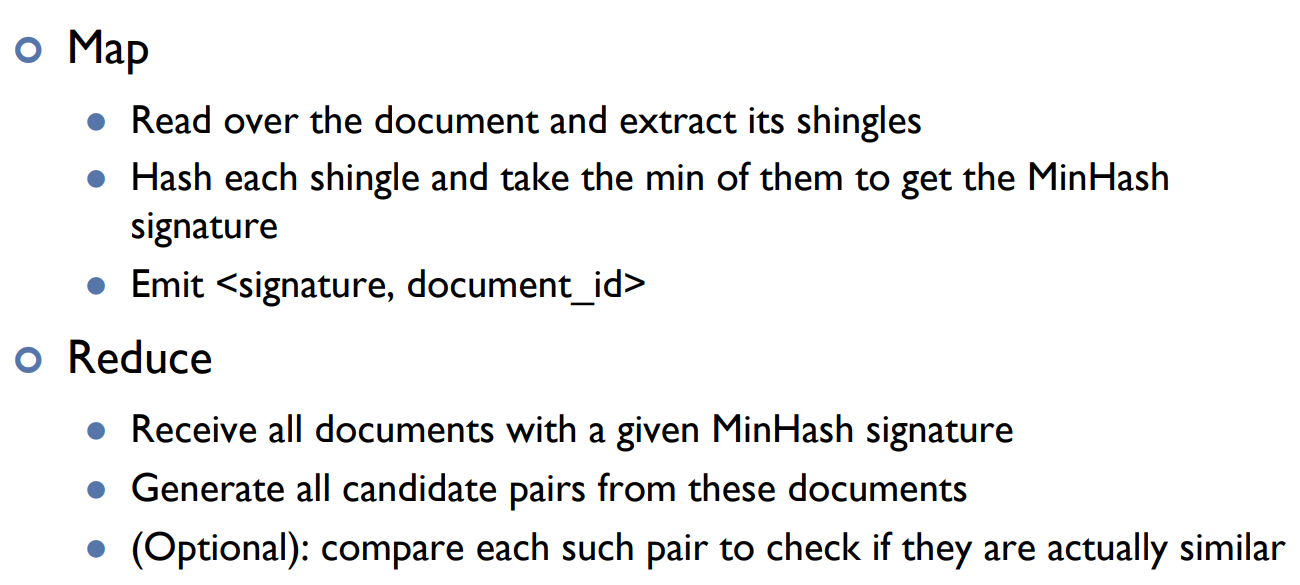 Map
Read over the document and extract its shingles
Hash each shingle and take the min of them to get the MinHash
signature
Emit <signature, document_id>
Reduce
Receive all documents with a given MinHash signature
Generate all candidate pairs from these documents
(Optional): compare each such pair to check if they are actually similar